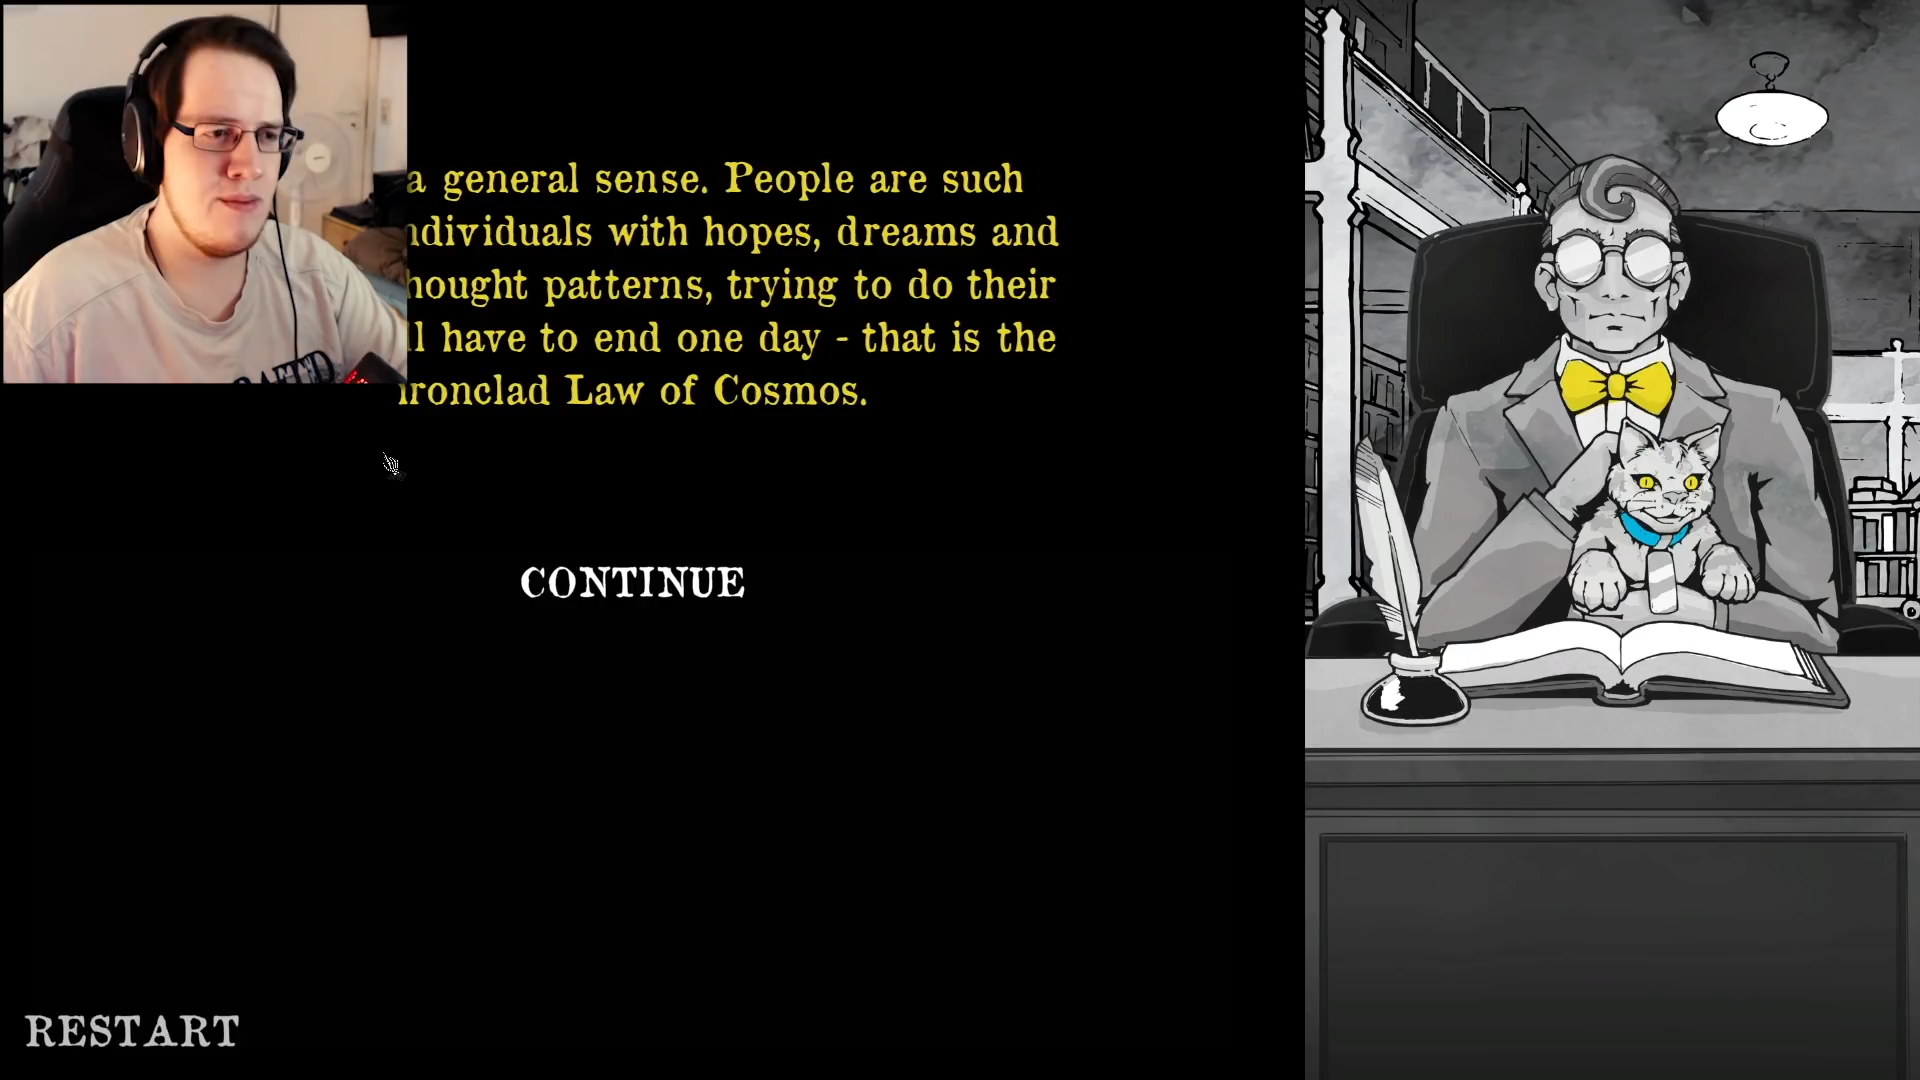 a general sense. People are such
ndividuals with hopes, dreams and
hought patterns, trying to do their
ll have to end one day - that is the
ironclad Law of Cosmos.
CONTINUE
RESTART